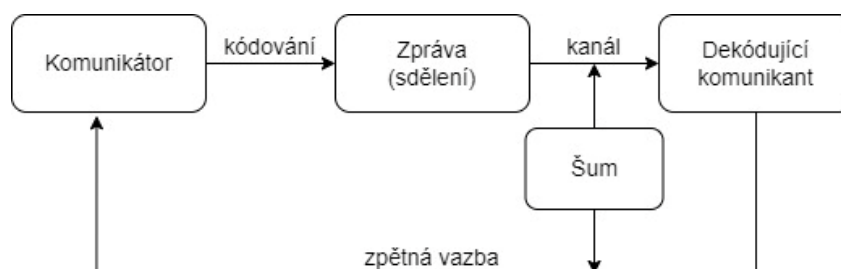 Komunikátor
kódování
Zpráva
(sdělení)
kanál
Dekódující
komunikant
Šum
zpětná vazba